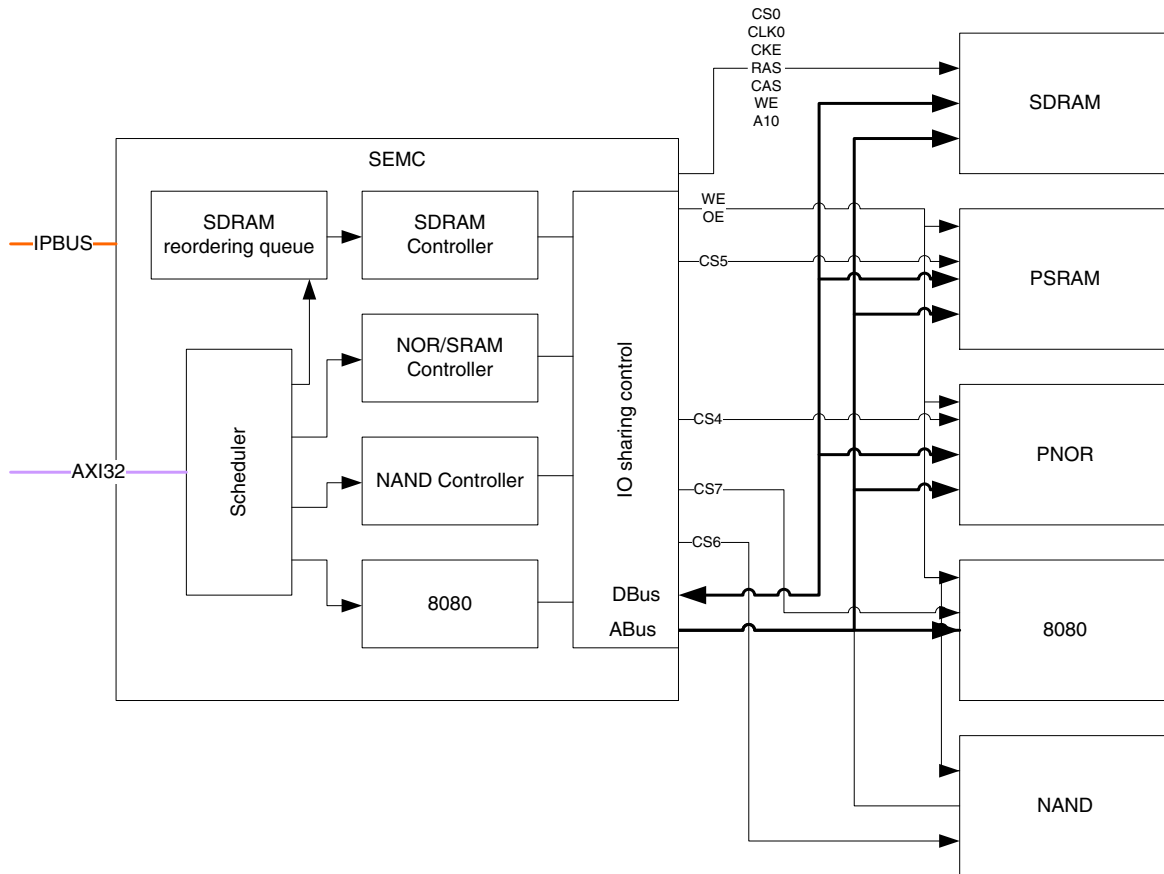 CS0
CLK0
CKE
RAS
CAS
WE
A10
SDRAM
SEMC
SDRAM
reordering queue
SDRAM
Controller
WE
OE
IPBUS
CS5
PSRAM
NOR/SRAM
Controller
IO sharing control
CS4
Scheduler
AXI32
NAND Controller
PNOR
CS7
CS6
DBus
8080
ABus
8080
NAND